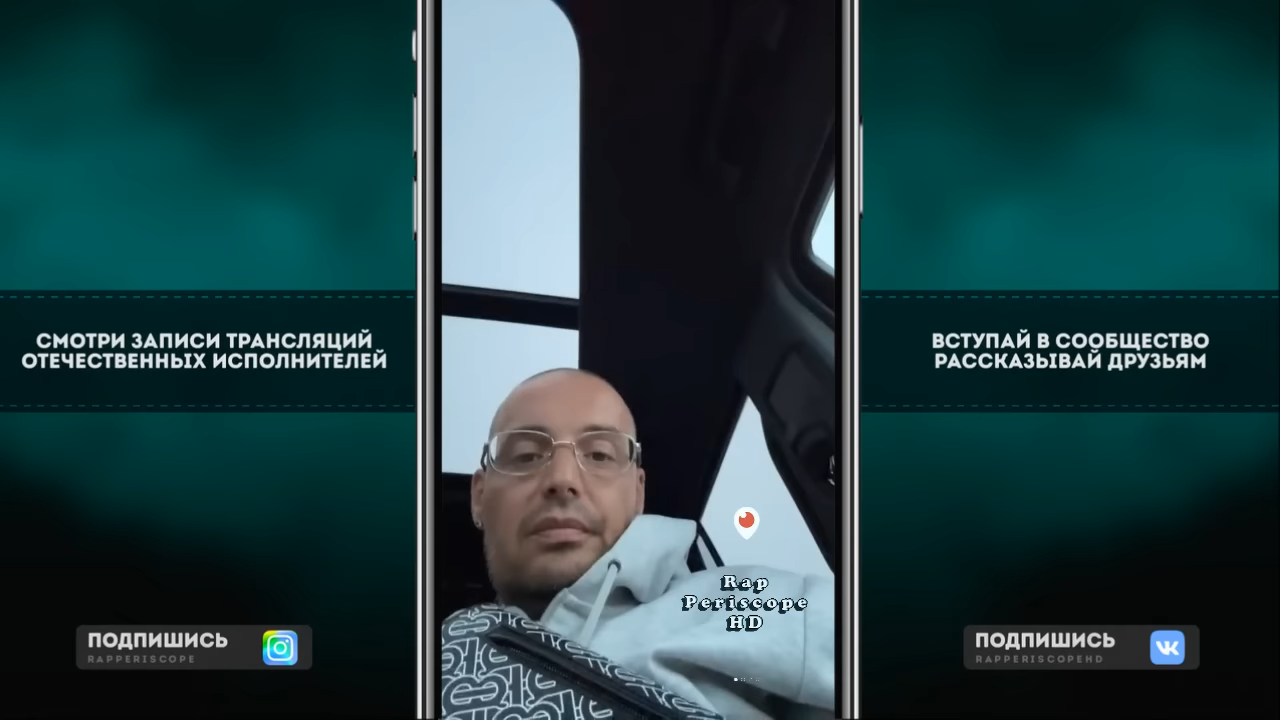 СМОТРИ ЗАПИСИ ТРАНСЛЯЦИЙ
ОТЕЧЕСТВЕННЫХ ИСПОЛНИТЕЛЕЙ
ВСТУПАЙ В СООБЩЕСТВО
РАССКАЗЫВАЙ ДРУЗЬЯМ
Rap
Periscope
HD
ПОДПИШИСЬ
RAPPERISCOPE
ПОДПИШИСЬ
RAPPERISCOPEHD